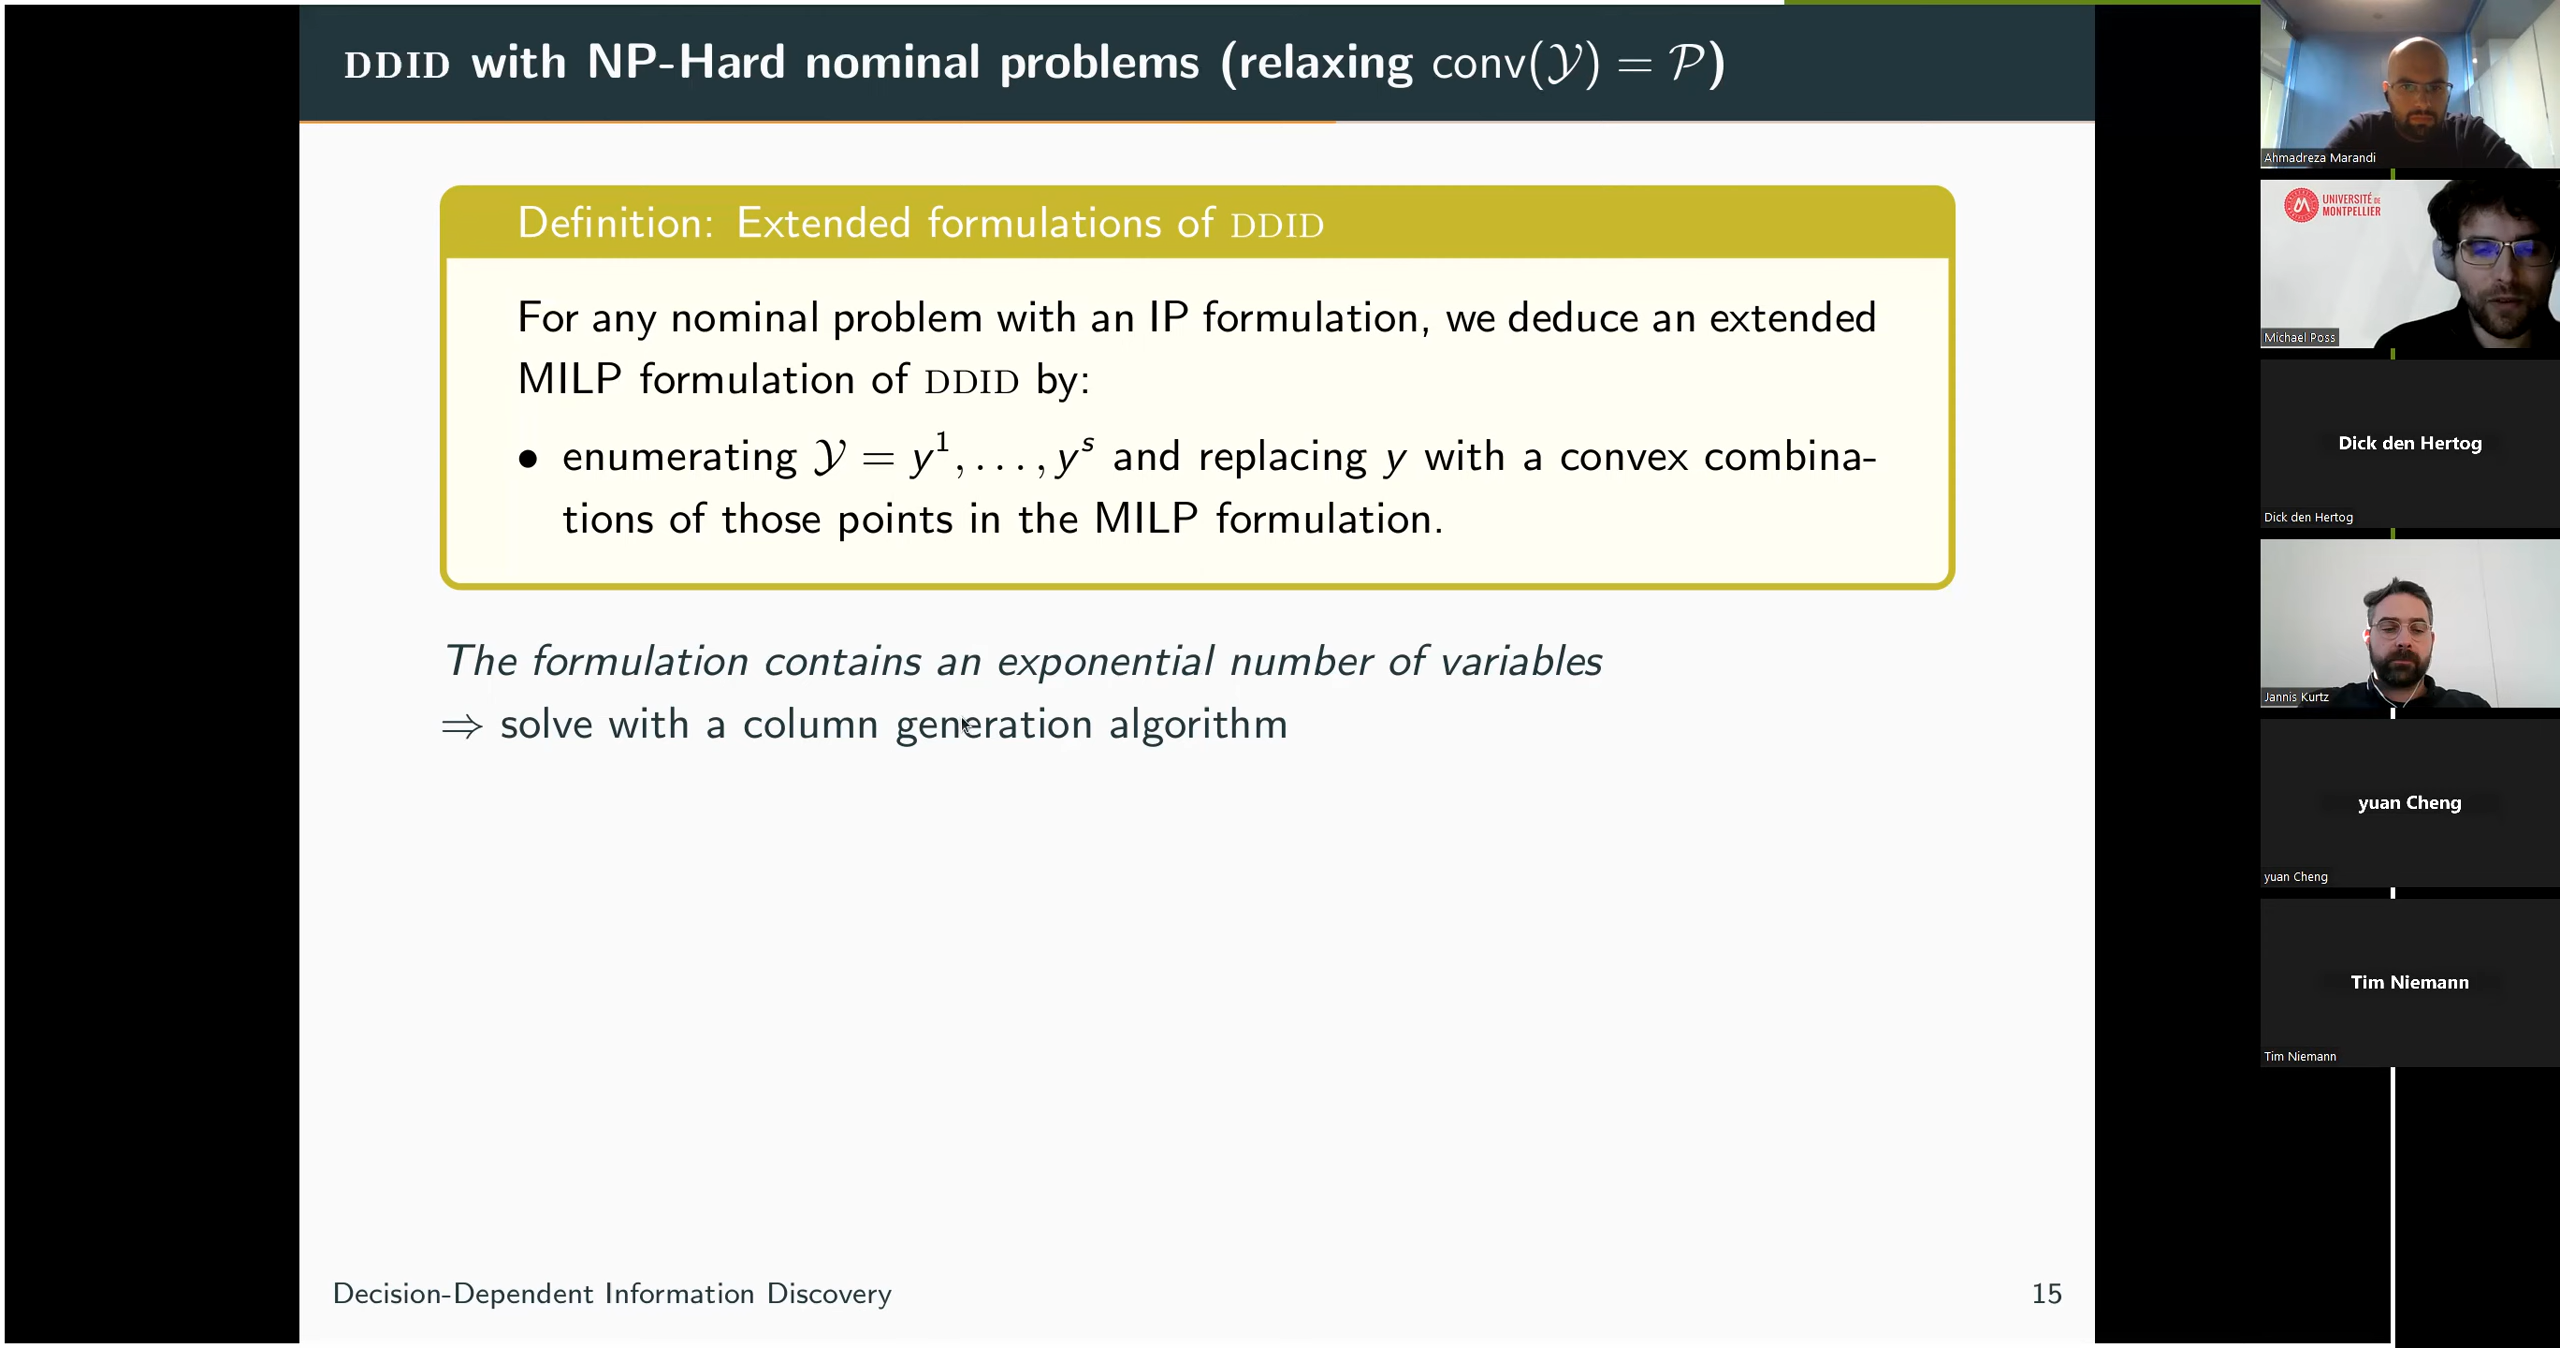 DDID with NP-Hard nominal problems (relaxing conv(𝒴) = 𝒫)
Definition: Extended formulations of DDID
For any nominal problem with an IP formulation, we deduce an extended
MILP formulation of DDID by:
• enumerating 𝒴 = y¹, . . . , yˢ and replacing y with a convex combina-
tions of those points in the MILP formulation.
The formulation contains an exponential number of variables
⇒ solve with a column generation algorithm
Decision-Dependent Information Discovery
15
Ahmadreza Marandi
UNIVERSITÉ DE
MONTPELLIER
Michael Poss
Dick den Hertog
Dick den Hertog
Jannis Kurtz
yuan Cheng
yuan Cheng
Tim Niemann
Tim Niemann